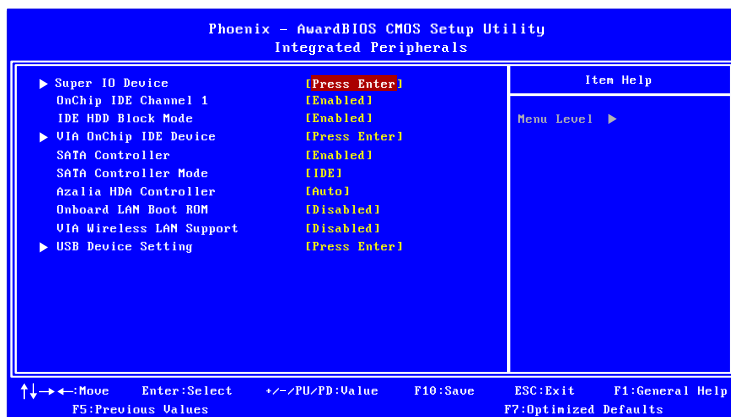 Phoenix - AwardBIOS CMOS Setup Utility
Integrated Peripherals
▶ Super IO Device [Press Enter]
OnChip IDE Channel 1 [Enabled]
IDE HDD Block Mode [Enabled]
▶ VIA OnChip IDE Device [Press Enter]
SATA Controller [Enabled]
SATA Controller Mode [IDE]
Azalia HDA Controller [Auto]
Onboard LAN Boot ROM [Disabled]
VIA Wireless LAN Support [Disabled]
▶ USB Device Setting [Press Enter]
Item Help
Menu Level ▶
↑↓→←:Move Enter:Select +/-/PU/PD:Value F10:Save ESC:Exit F1:General Help
F5:Previous Values F7:Optimized Defaults